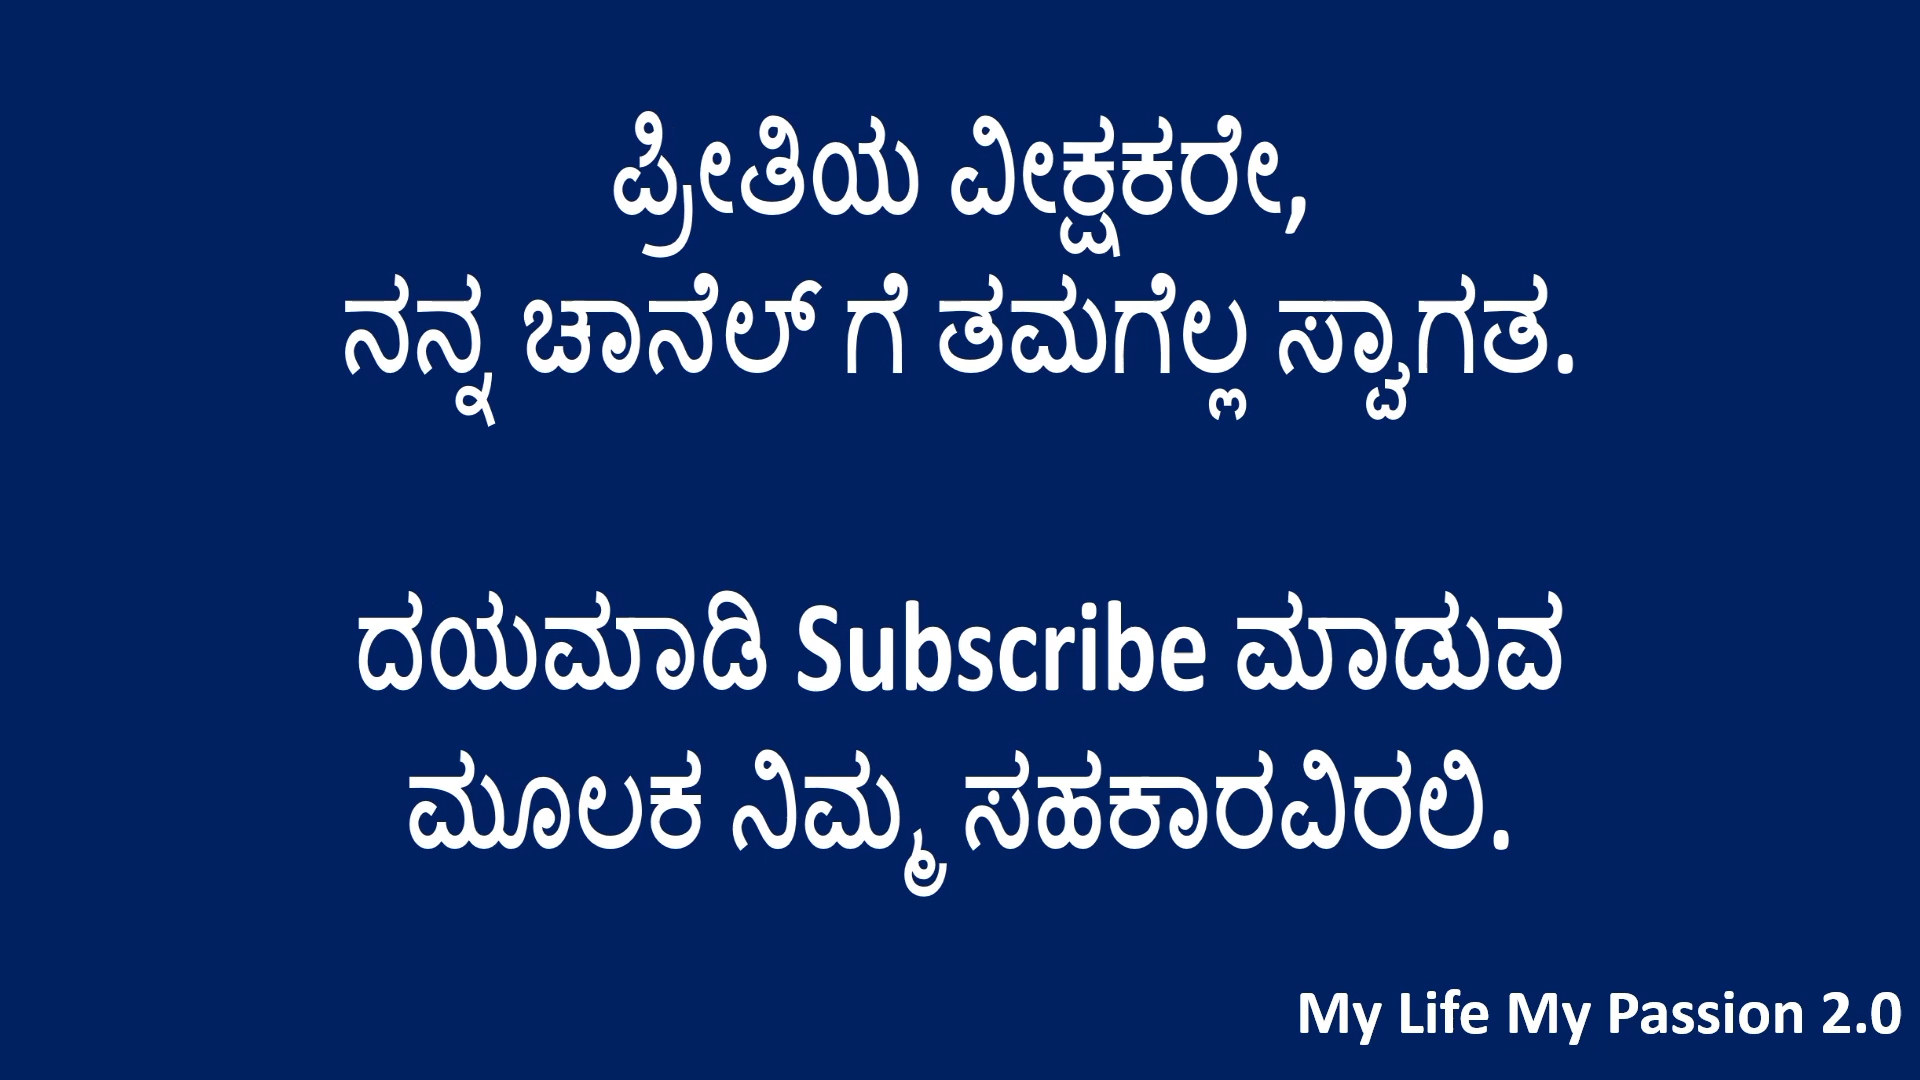 ಪ್ರೀತಿಯ ವೀಕ್ಷಕರೇ,
ನನ್ನ ಚಾನೆಲ್ ಗೆ ತಮಗೆಲ್ಲ ಸ್ವಾಗತ.
ದಯಮಾಡಿ Subscribe ಮಾಡುವ
ಮೂಲಕ ನಿಮ್ಮ ಸಹಕಾರವಿರಲಿ.
My Life My Passion 2.0